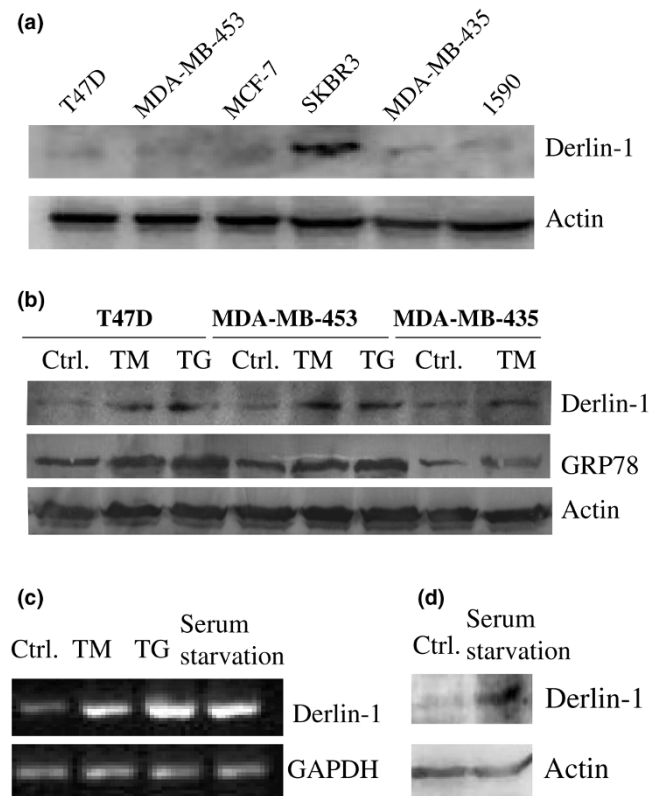 (a)
T47D MDA-MB-453 MCF-7 SKBR3 MDA-MB-435 1590
Derlin-1
Actin
(b)
T47D MDA-MB-453 MDA-MB-435
Ctrl. TM TG Ctrl. TM TG Ctrl. TM
Derlin-1
GRP78
Actin
(c)
Ctrl. TM TG Serum
starvation
Derlin-1
GAPDH
(d)
Ctrl. Serum
starvation
Derlin-1
Actin